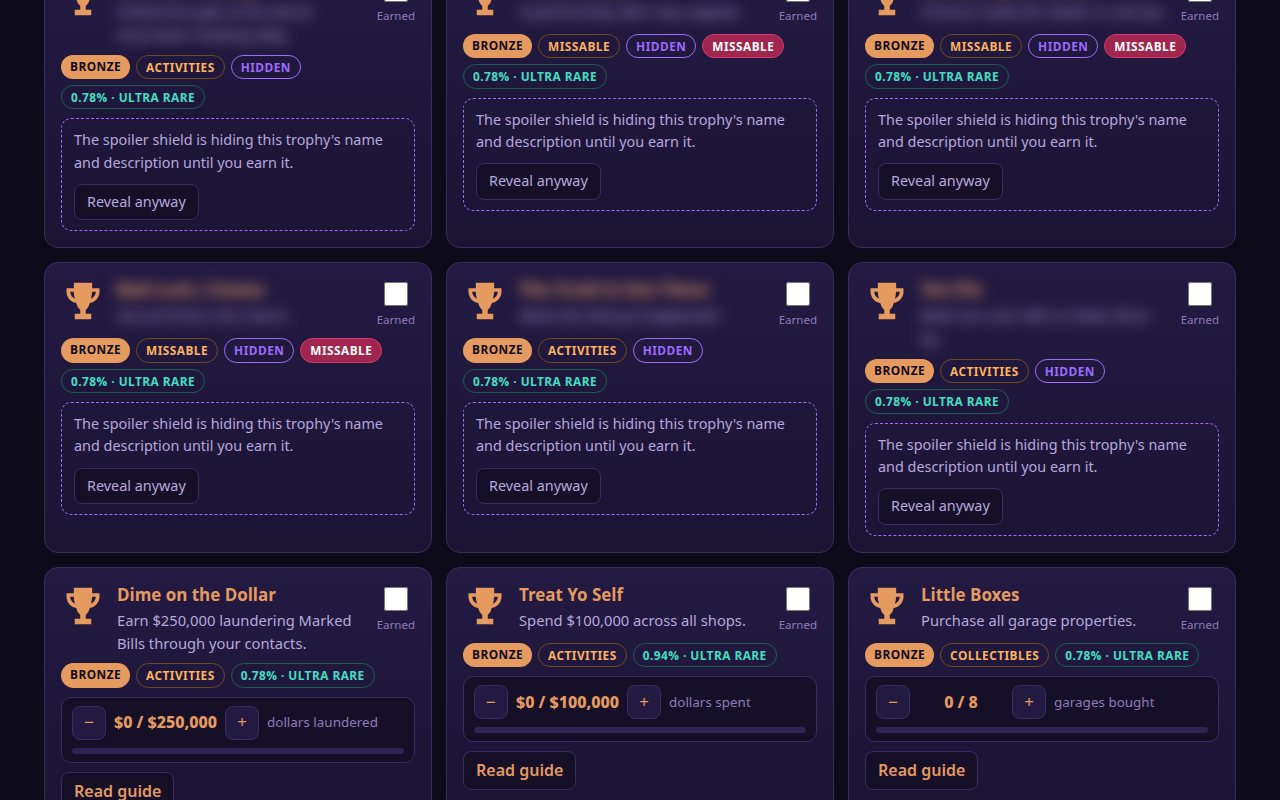 Earned
Earned
Earned
BRONZE ACTIVITIES HIDDEN
0.78% · ULTRA RARE
The spoiler shield is hiding this trophy's name
and description until you earn it.
Reveal anyway
BRONZE MISSABLE HIDDEN MISSABLE
0.78% · ULTRA RARE
The spoiler shield is hiding this trophy's name
and description until you earn it.
Reveal anyway
BRONZE MISSABLE HIDDEN MISSABLE
0.78% · ULTRA RARE
The spoiler shield is hiding this trophy's name
and description until you earn it.
Reveal anyway
Earned
BRONZE MISSABLE HIDDEN MISSABLE
0.78% · ULTRA RARE
The spoiler shield is hiding this trophy's name
and description until you earn it.
Reveal anyway
Earned
BRONZE ACTIVITIES HIDDEN
0.78% · ULTRA RARE
The spoiler shield is hiding this trophy's name
and description until you earn it.
Reveal anyway
Earned
BRONZE ACTIVITIES HIDDEN
0.78% · ULTRA RARE
The spoiler shield is hiding this trophy's name
and description until you earn it.
Reveal anyway
Dime on the Dollar
Earn $250,000 laundering Marked
Bills through your contacts.
Earned
BRONZE ACTIVITIES 0.78% · ULTRA RARE
− $0 / $250,000 + dollars laundered
Read guide
Treat Yo Self
Spend $100,000 across all shops.
Earned
BRONZE ACTIVITIES 0.94% · ULTRA RARE
− $0 / $100,000 + dollars spent
Read guide
Little Boxes
Purchase all garage properties.
Earned
BRONZE COLLECTIBLES 0.78% · ULTRA RARE
− 0 / 8 + garages bought
Read guide